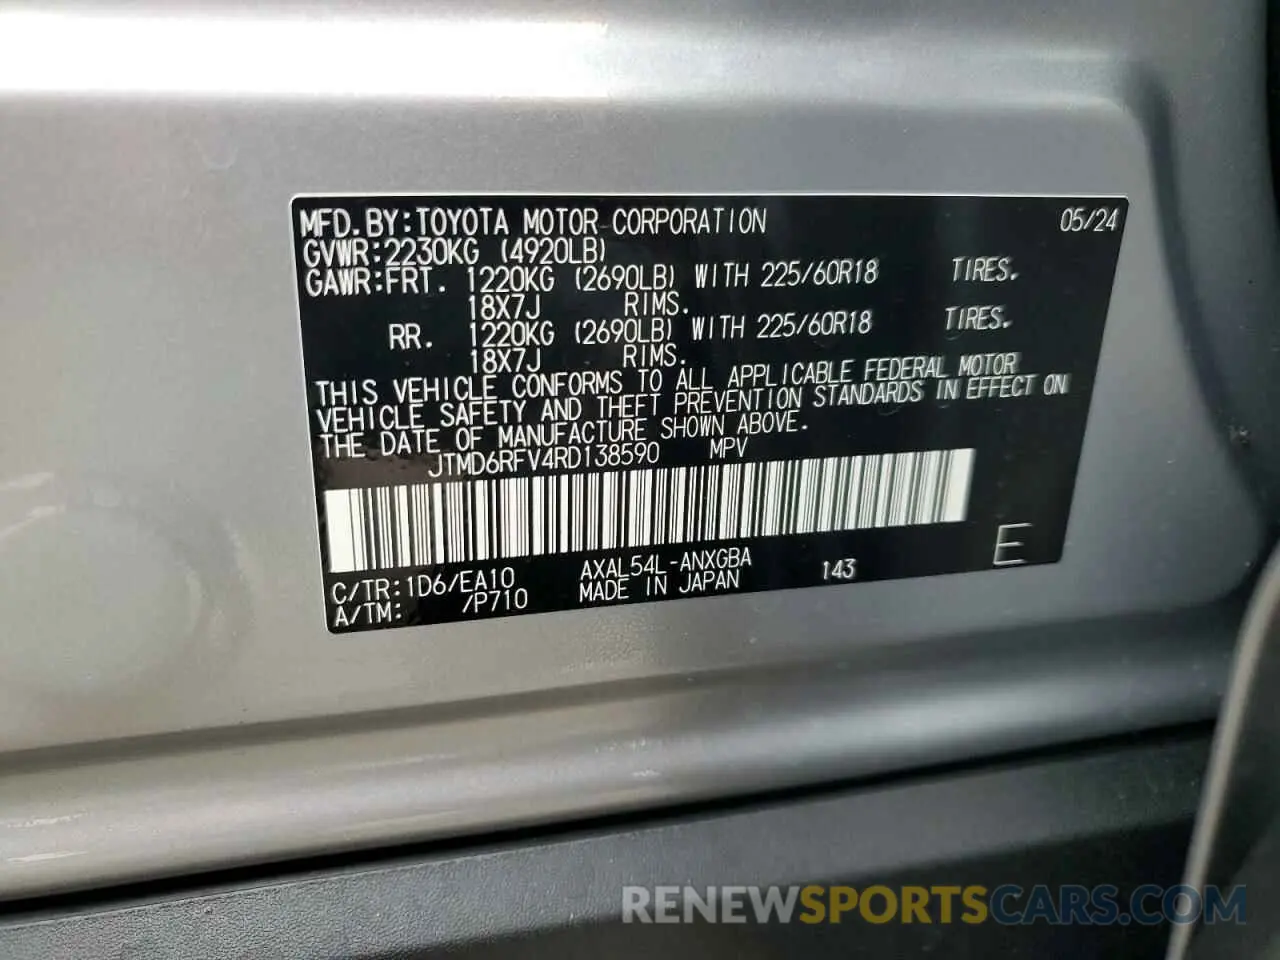 MFD.BY:TOYOTA MOTOR CORPORATION 05/24
GVWR:2230KG (4920LB)
GAWR:FRT. 1220KG (2690LB) WITH 225/60R18 TIRES.
18X7J RIMS.
RR. 1220KG (2690LB) WITH 225/60R18 TIRES.
18X7J RIMS.
THIS VEHICLE CONFORMS TO ALL APPLICABLE FEDERAL MOTOR
VEHICLE SAFETY AND THEFT PREVENTION STANDARDS IN EFFECT ON
THE DATE OF MANUFACTURE SHOWN ABOVE.
JTMD6RFV4RD138590 MPV
C/TR:1D6/EA10 AXAL54L-ANXGBA 143 E
A/TM: /P710 MADE IN JAPAN
RENEWSPORTSCARS.COM